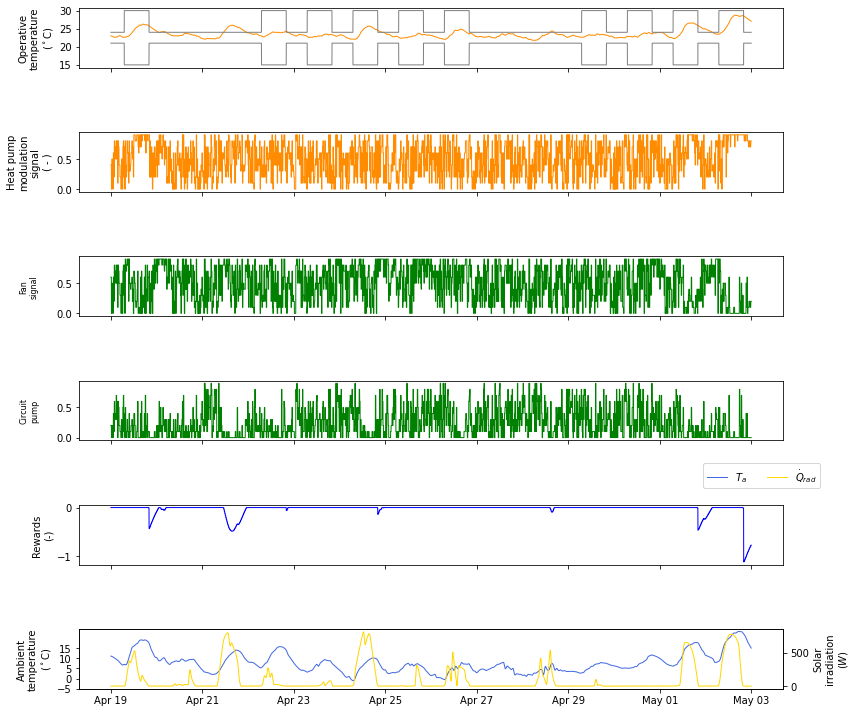 Operative
temperature
(°C)
30
25
20
15
Heat pump
modulation
signal
( - )
0.5
0.0
Fan
signal
0.5
0.0
Circuit
pump
0.5
0.0
T_a
Q̇_rad
Rewards
(-)
0
−1
Ambient
temperature
(°C)
15
10
5
0
−5
500
0
Solar
irradiation
(W)
Apr 19
Apr 21
Apr 23
Apr 25
Apr 27
Apr 29
May 01
May 03